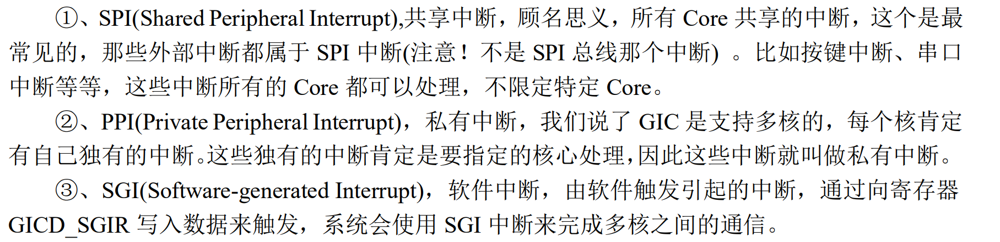 ①、SPI(Shared Peripheral Interrupt),共享中断，顾名思义，所有 Core 共享的中断，这个是最
常见的，那些外部中断都属于 SPI 中断(注意！不是 SPI 总线那个中断) 。比如按键中断、串口
中断等等，这些中断所有的 Core 都可以处理，不限定特定 Core。
②、PPI(Private Peripheral Interrupt)，私有中断，我们说了 GIC 是支持多核的，每个核肯定
有自己独有的中断。这些独有的中断肯定是要指定的核心处理，因此这些中断就叫做私有中断。
③、SGI(Software-generated Interrupt)，软件中断，由软件触发引起的中断，通过向寄存器
GICD_SGIR 写入数据来触发，系统会使用 SGI 中断来完成多核之间的通信。